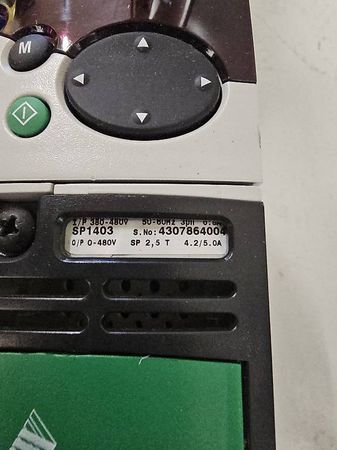 M
I/P 380-480V 50-60Hz 3ph
SP1403 S.No: 4307864004
O/P 0-480V SP 2,5 T 4.2/5.0A